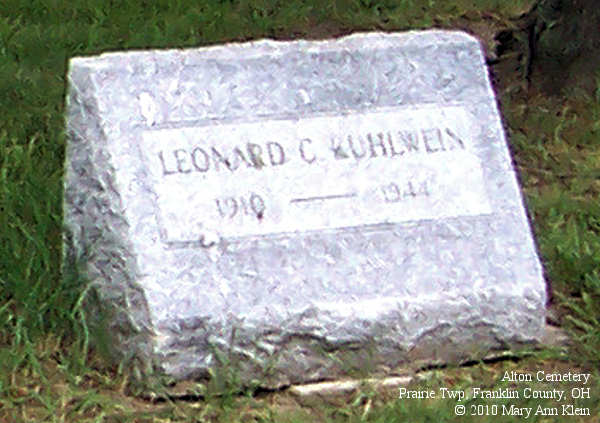 LEONARD C. KUHLWEIN
1910 — 1944
Alton Cemetery
Prairie Twp, Franklin County, OH
© 2010 Mary Ann Klein